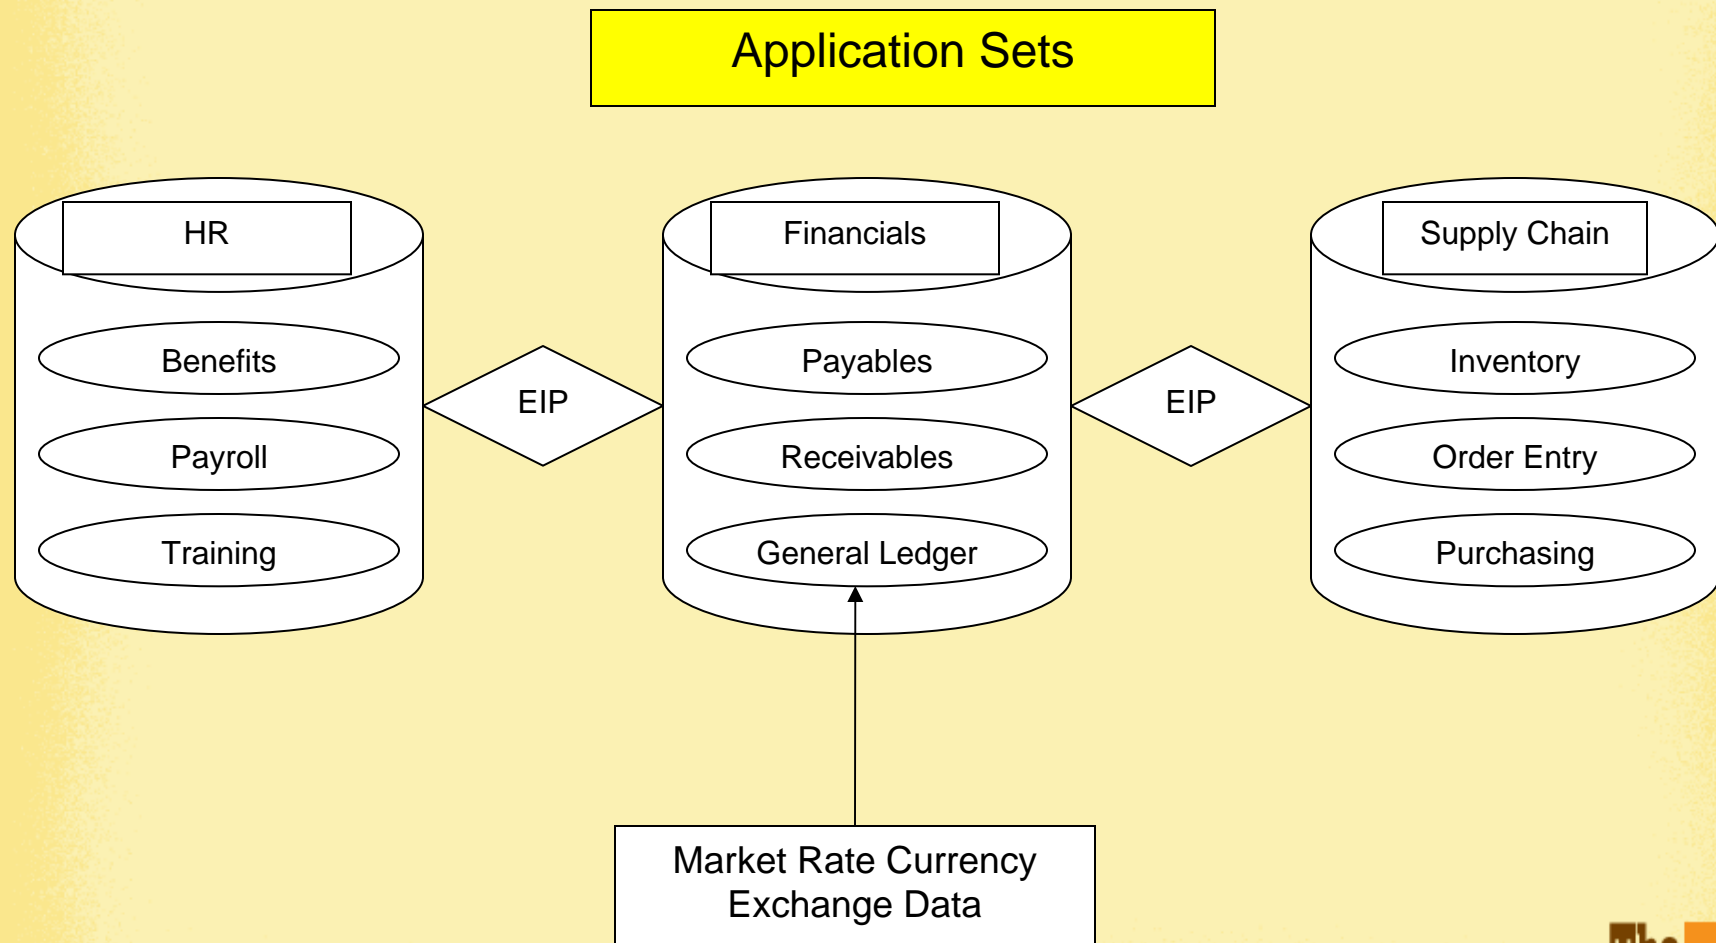 Application Sets
HR
Financials
Supply Chain
Benefits
Payables
Inventory
EIP
EIP
Payroll
Receivables
Order Entry
Training
General Ledger
Purchasing
Market Rate Currency
Exchange Data